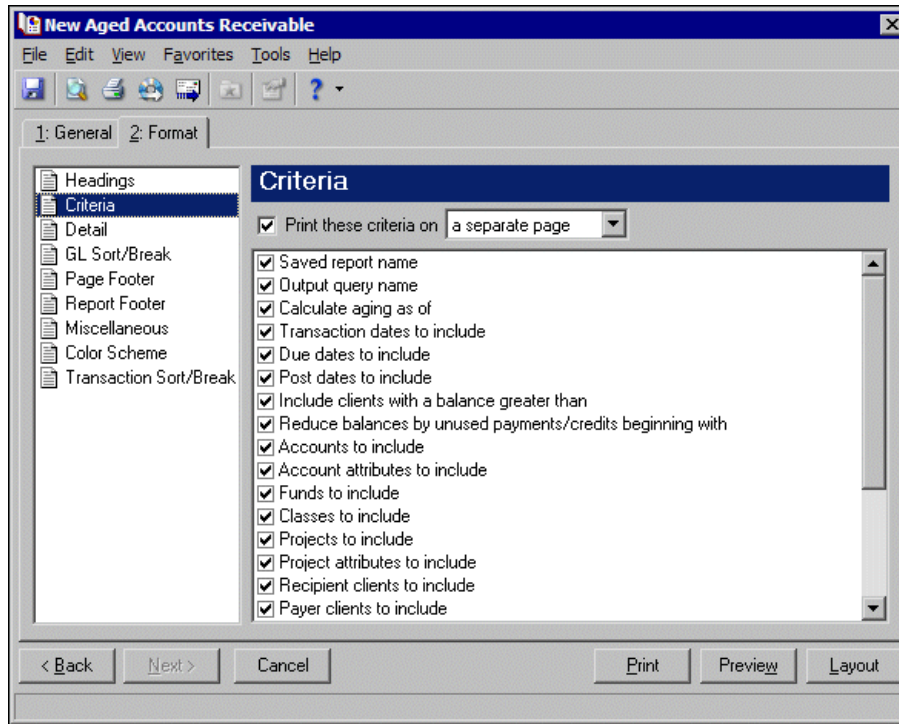 New Aged Accounts Receivable
File Edit View Favorites Tools Help
?
1: General 2: Format
Headings
Criteria
Detail
GL Sort/Break
Page Footer
Report Footer
Miscellaneous
Color Scheme
Transaction Sort/Break
Criteria
Print these criteria on a separate page
Saved report name
Output query name
Calculate aging as of
Transaction dates to include
Due dates to include
Post dates to include
Include clients with a balance greater than
Reduce balances by unused payments/credits beginning with
Accounts to include
Account attributes to include
Funds to include
Classes to include
Projects to include
Project attributes to include
Recipient clients to include
Payer clients to include
< Back Next > Cancel Print Preview Layout